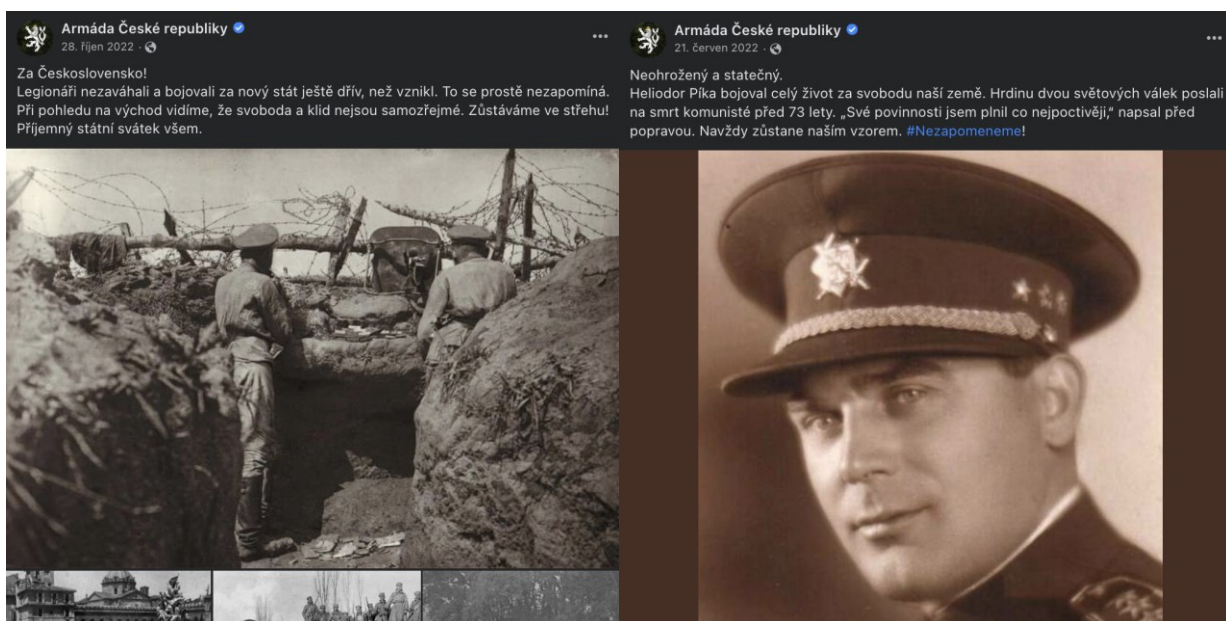 Armáda České republiky
28. říjen 2022 ·
Za Československo!
Legionáři nezaváhali a bojovali za nový stát ještě dřív, než vznikl. To se prostě nezapomíná.
Při pohledu na východ vidíme, že svoboda a klid nejsou samozřejmé. Zůstáváme ve střehu!
Příjemný státní svátek všem.
Armáda České republiky
21. červen 2022 ·
Neohrožený a statečný.
Heliodor Píka bojoval celý život za svobodu naší země. Hrdinu dvou světových válek poslali
na smrt komunisté před 73 lety. „Své povinnosti jsem plnil co nejpoctivěji,“ napsal před
popravou. Navždy zůstane naším vzorem. #Nezapomeneme!